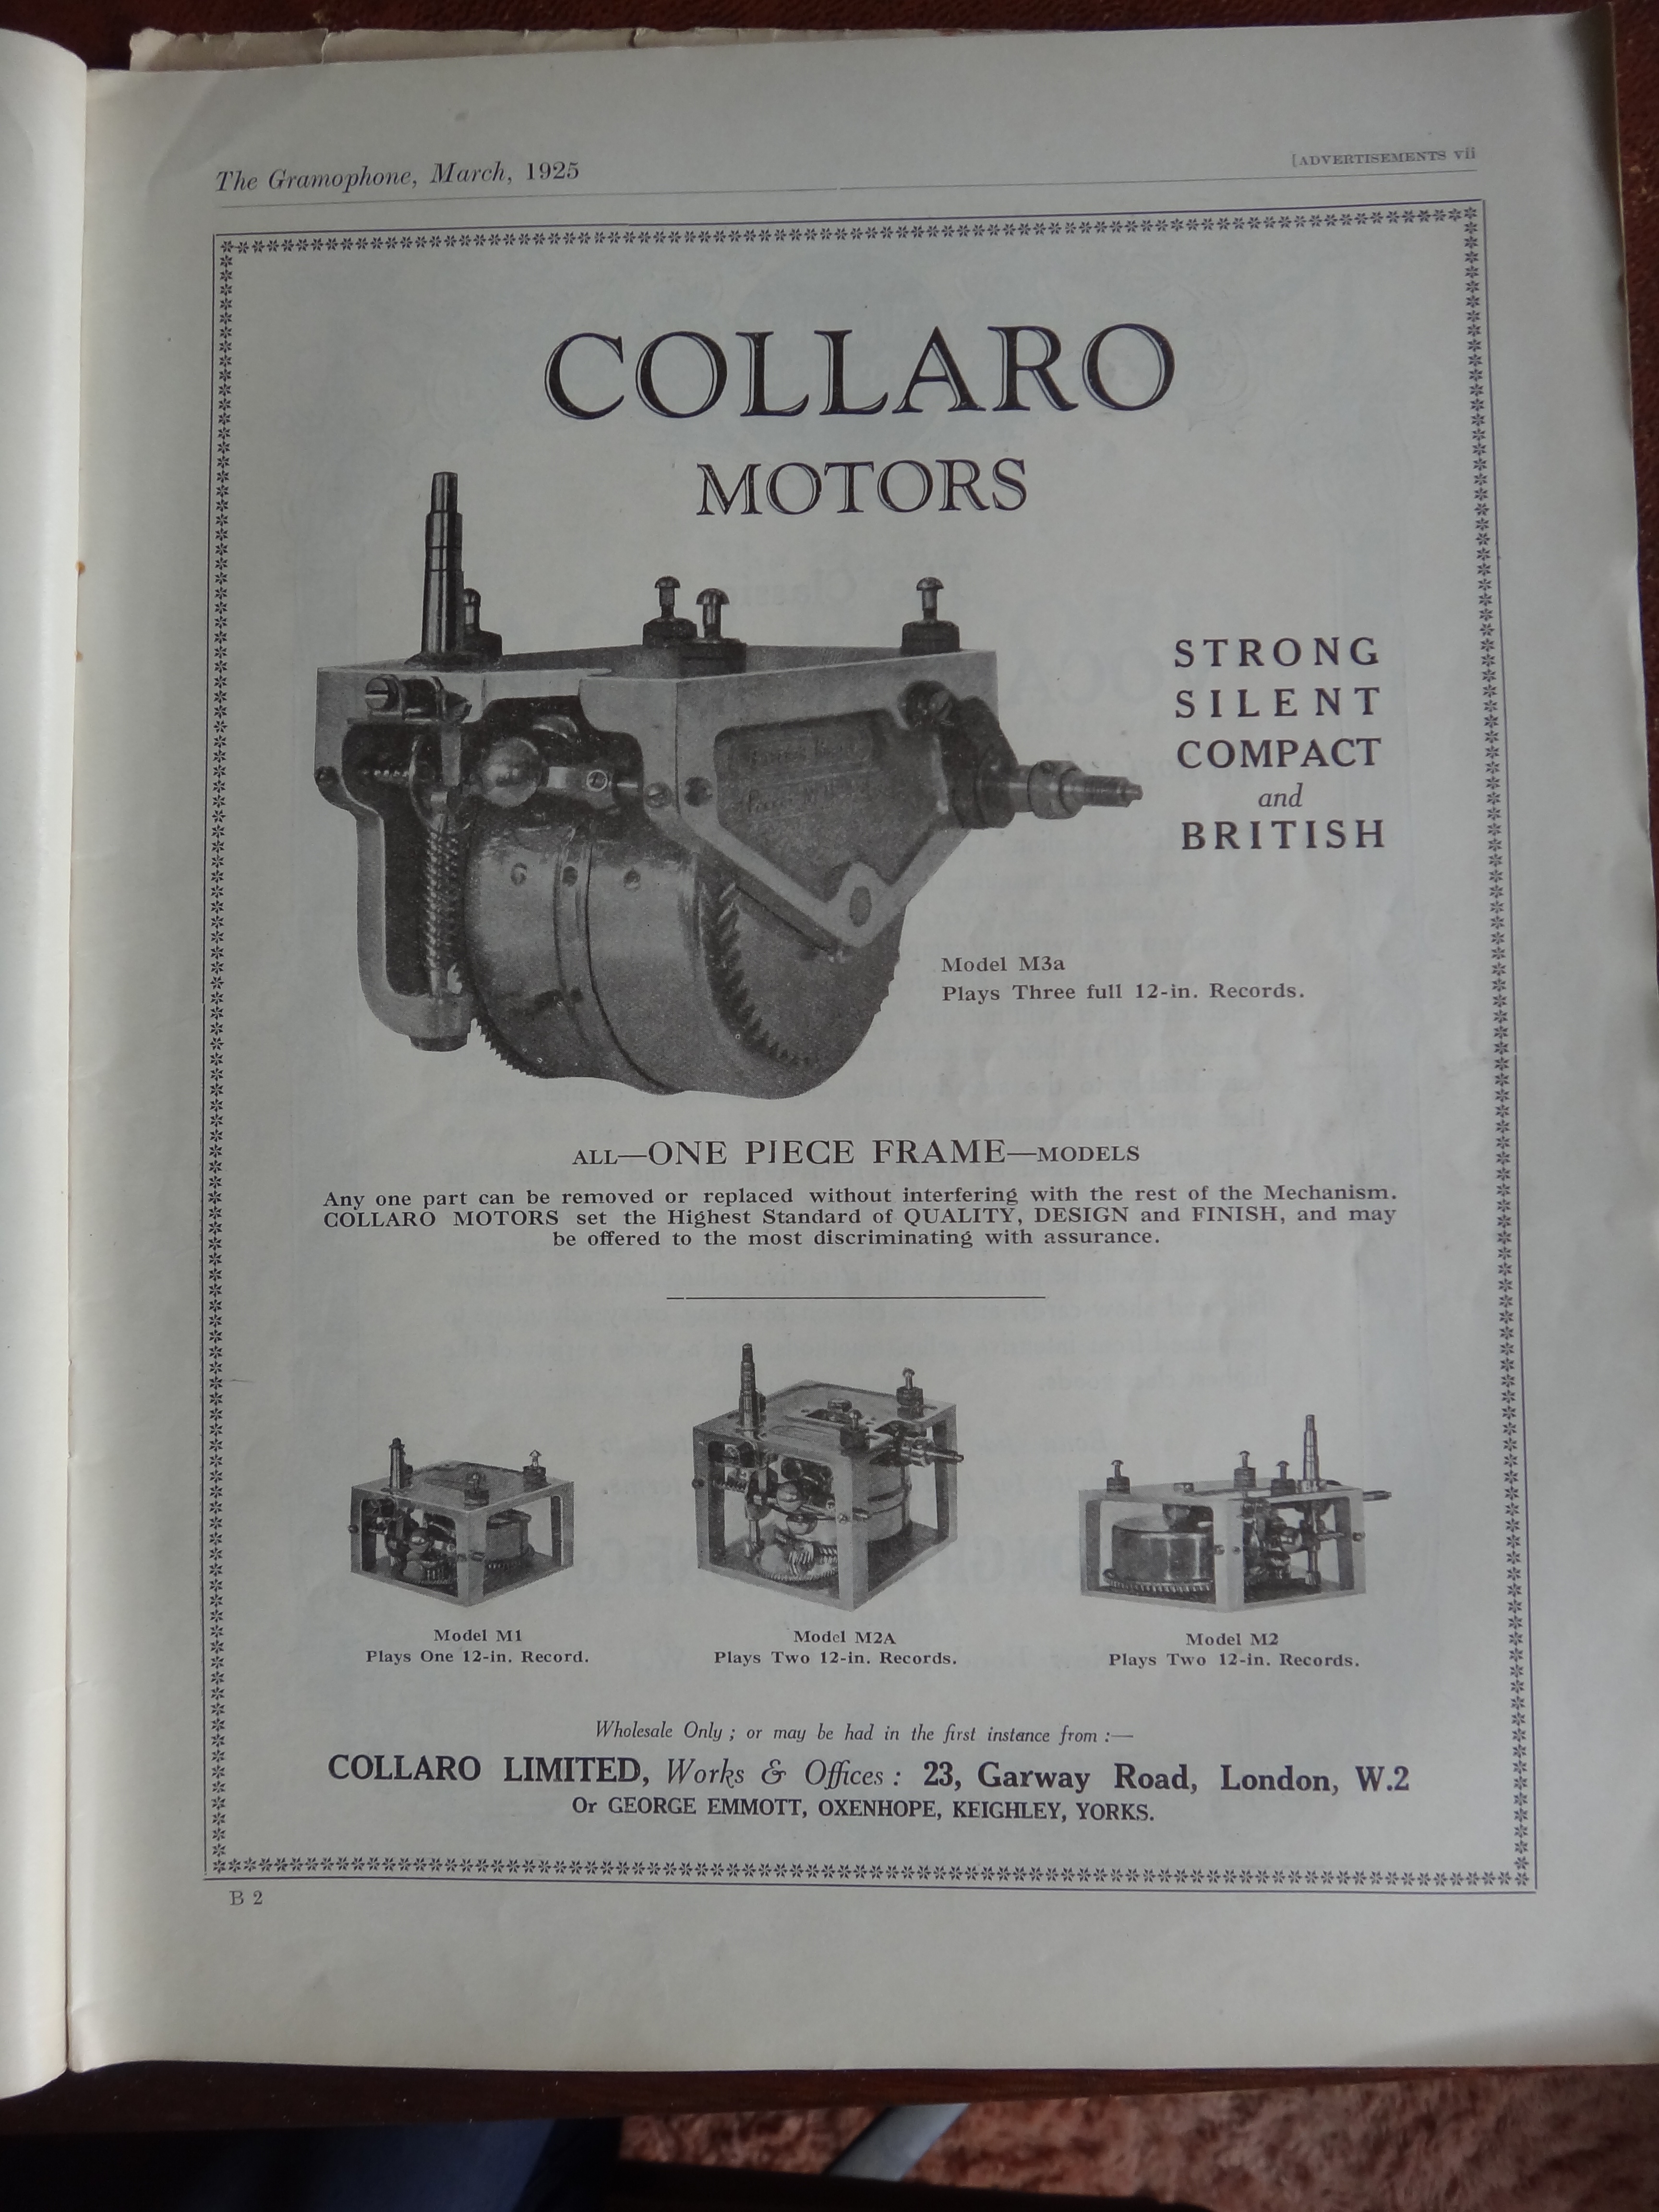 The Gramophone, March, 1925
[ADVERTISEMENTS vii
COLLARO
MOTORS
STRONG
SILENT
COMPACT
and
BRITISH
Model M3a
Plays Three full 12-in. Records.
ALL—ONE PIECE FRAME—MODELS
Any one part can be removed or replaced without interfering with the rest of the Mechanism.
COLLARO MOTORS set the Highest Standard of QUALITY, DESIGN and FINISH, and may
be offered to the most discriminating with assurance.
Model M1
Plays One 12-in. Record.
Model M2A
Plays Two 12-in. Records.
Model M2
Plays Two 12-in. Records.
Wholesale Only ; or may be had in the first instance from :—
COLLARO LIMITED, Works & Offices : 23, Garway Road, London, W.2
Or GEORGE EMMOTT, OXENHOPE, KEIGHLEY, YORKS.
B 2